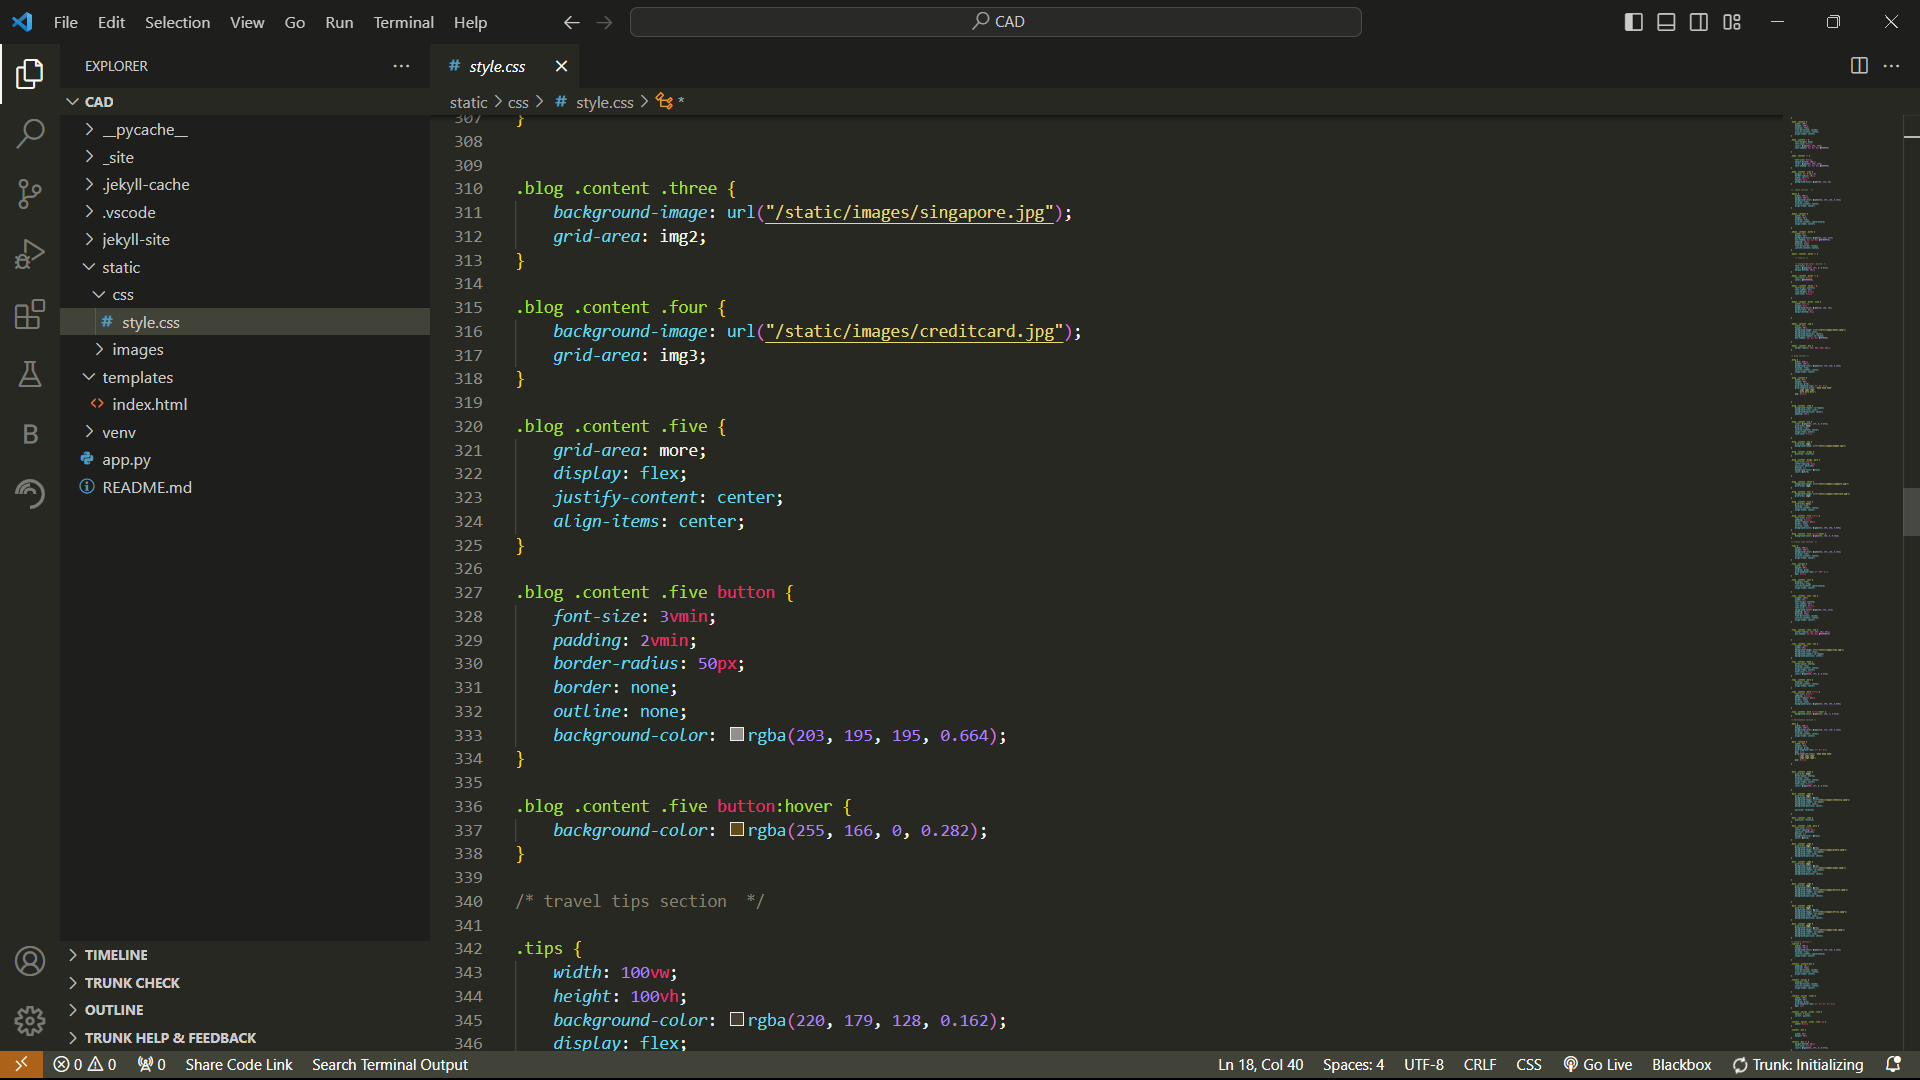 File Edit Selection View Go Run Terminal Help
CAD
EXPLORER
CAD
__pycache__
_site
.jekyll-cache
.vscode
jekyll-site
static
css
# style.css
images
templates
<> index.html
venv
app.py
README.md
TIMELINE
TRUNK CHECK
OUTLINE
TRUNK HELP & FEEDBACK
# style.css
static > css > # style.css > *
307 }
308
309
310 .blog .content .three {
311 background-image: url("/static/images/singapore.jpg");
312 grid-area: img2;
313 }
314
315 .blog .content .four {
316 background-image: url("/static/images/creditcard.jpg");
317 grid-area: img3;
318 }
319
320 .blog .content .five {
321 grid-area: more;
322 display: flex;
323 justify-content: center;
324 align-items: center;
325 }
326
327 .blog .content .five button {
328 font-size: 3vmin;
329 padding: 2vmin;
330 border-radius: 50px;
331 border: none;
332 outline: none;
333 background-color: rgba(203, 195, 195, 0.664);
334 }
335
336 .blog .content .five button:hover {
337 background-color: rgba(255, 166, 0, 0.282);
338 }
339
340 /* travel tips section  */
341
342 .tips {
343 width: 100vw;
344 height: 100vh;
345 background-color: rgba(220, 179, 128, 0.162);
346 display: flex;
0 0 0 Share Code Link Search Terminal Output Ln 18, Col 40 Spaces: 4 UTF-8 CRLF CSS Go Live Blackbox Trunk: Initializing